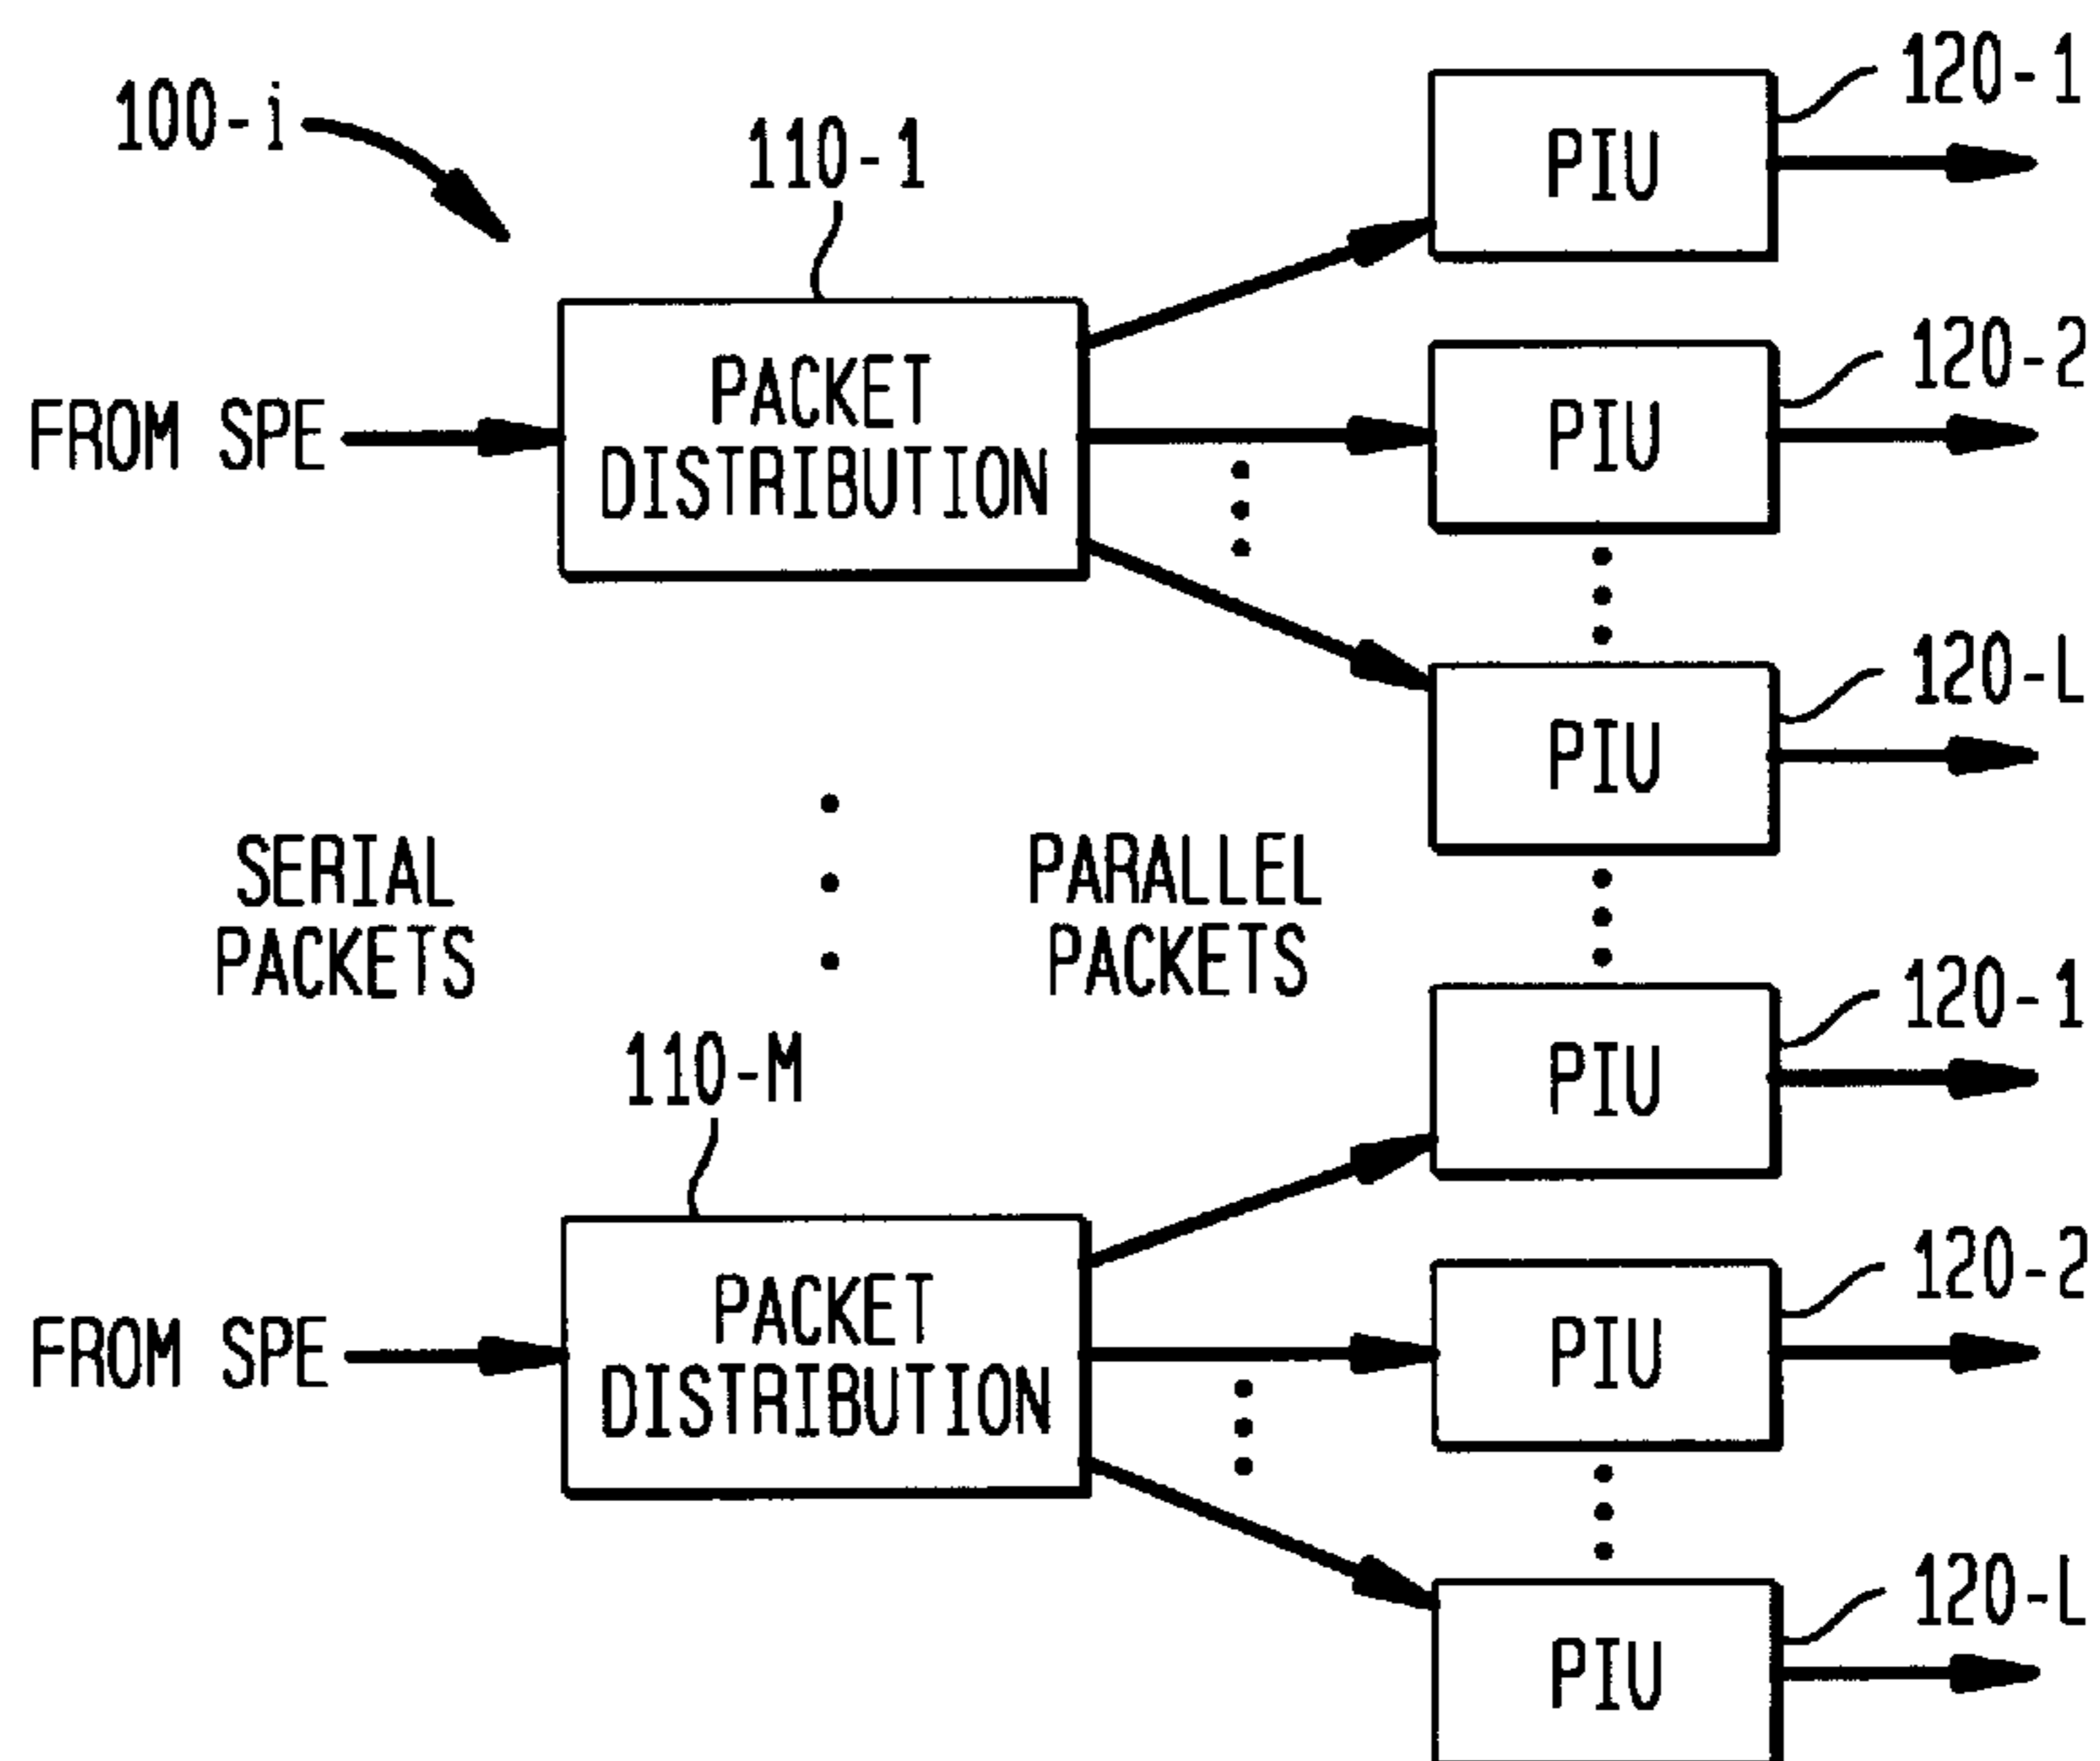 100-i
110-1
120-1
PIU
120-2
FROM SPE
PACKET
DISTRIBUTION
PIU
120-L
PIU
SERIAL
PACKETS
PARALLEL
PACKETS
120-1
PIU
110-M
120-2
FROM SPE
PACKET
DISTRIBUTION
PIU
120-L
PIU